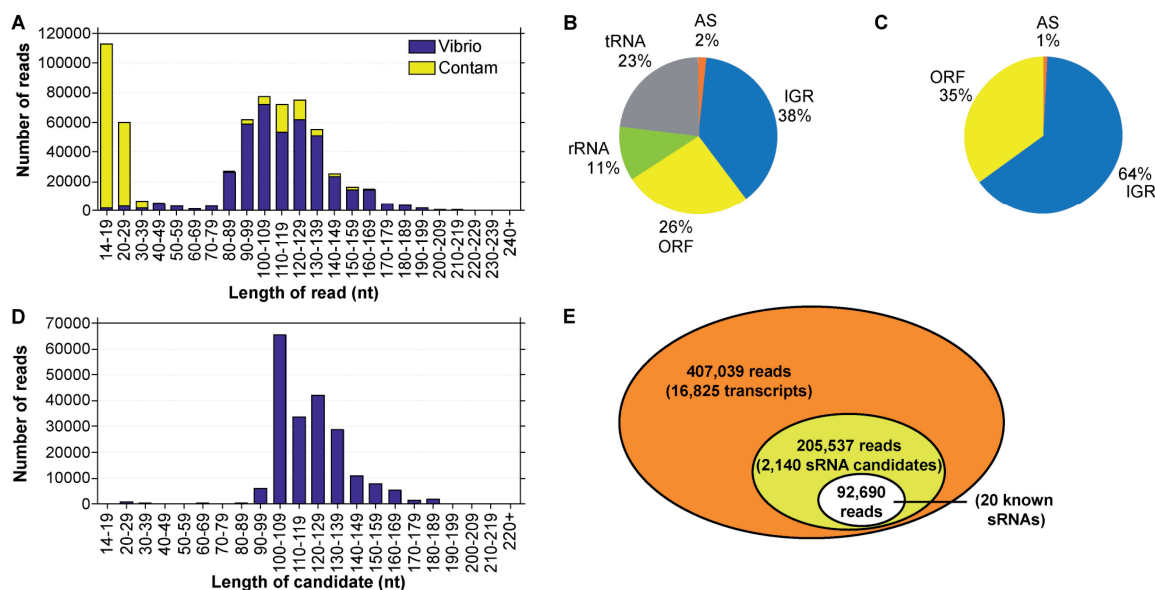 A
Number of reads
120000
100000
80000
60000
40000
20000
0
Vibrio
Contam
14-19
20-29
30-39
40-49
50-59
60-69
70-79
80-89
90-99
100-109
110-119
120-129
130-139
140-149
150-159
160-169
170-179
180-189
190-199
200-209
210-219
220-229
230-239
240+
Length of read (nt)
B
AS
2%
tRNA
23%
IGR
38%
rRNA
11%
26%
ORF
C
AS
1%
ORF
35%
64%
IGR
D
Number of reads
70000
60000
50000
40000
30000
20000
10000
0
14-19
20-29
30-39
40-49
50-59
60-69
70-79
80-89
90-99
100-109
110-119
120-129
130-139
140-149
150-159
160-169
170-179
180-189
190-199
200-209
210-219
220+
Length of candidate (nt)
E
407,039 reads
(16,825 transcripts)
205,537 reads
(2,140 sRNA candidates)
92,690
reads
(20 known
sRNAs)